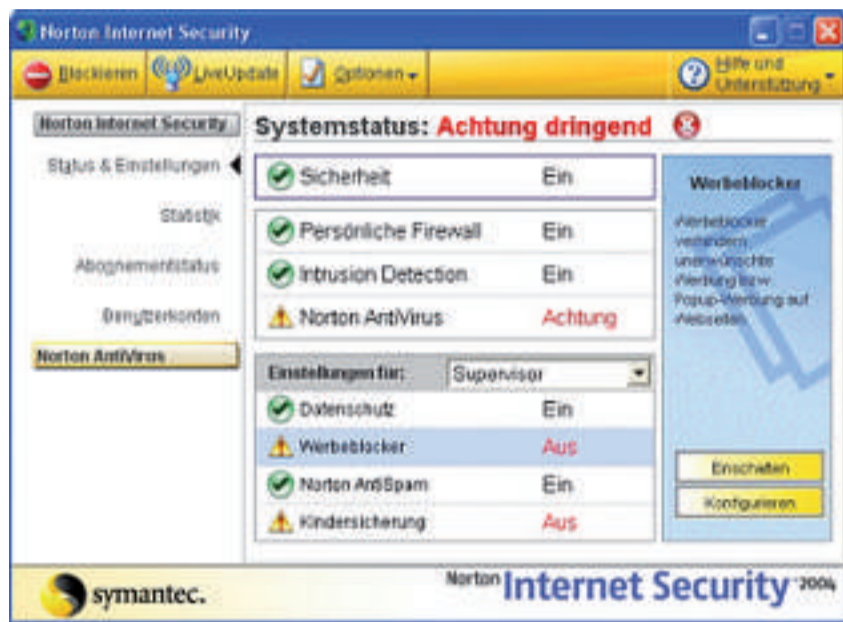 Norton Internet Security
Blockieren LiveUpdate Optionen Hilfe und Unterstützung
Norton Internet Security
Status & Einstellungen
Statistik
Abonnementstatus
Benutzerkonten
Norton AntiVirus
Systemstatus: Achtung dringend
Sicherheit Ein
Persönliche Firewall Ein
Intrusion Detection Ein
Norton AntiVirus Achtung
Einstellungen für: Supervisor
Datenschutz Ein
Werbeblocker Aus
Norton AntiSpam Ein
Kindersicherung Aus
Werbeblocker
Werbeblocker
verhindern
unerwünschte
Werbung bzw.
Popup-Werbung auf
Webseiten.
Einschalten
Konfigurieren
symantec.
Norton Internet Security 2004